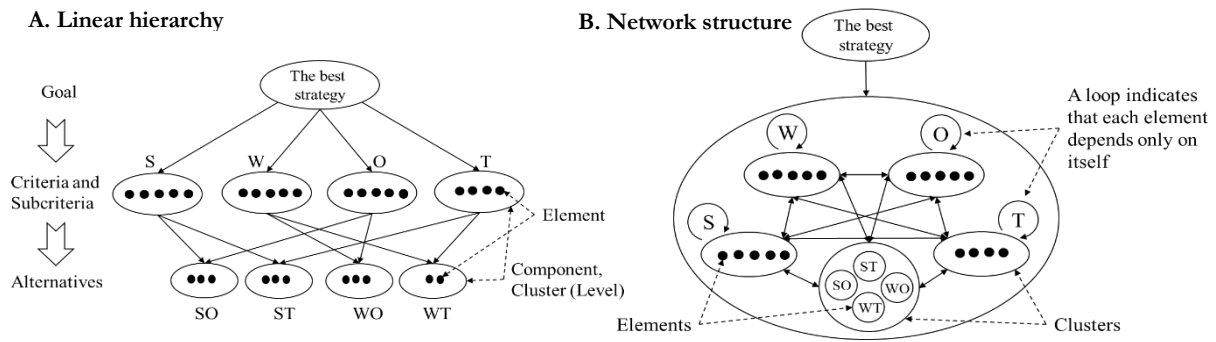 A. Linear hierarchy
Goal
Criteria and
Subcriteria
Alternatives
The best
strategy
S
W
O
T
SO
ST
WO
WT
Element
Component,
Cluster (Level)
B. Network structure
The best
strategy
W
O
S
T
ST
SO
WO
WT
A loop indicates
that each element
depends only on
itself
Elements
Clusters